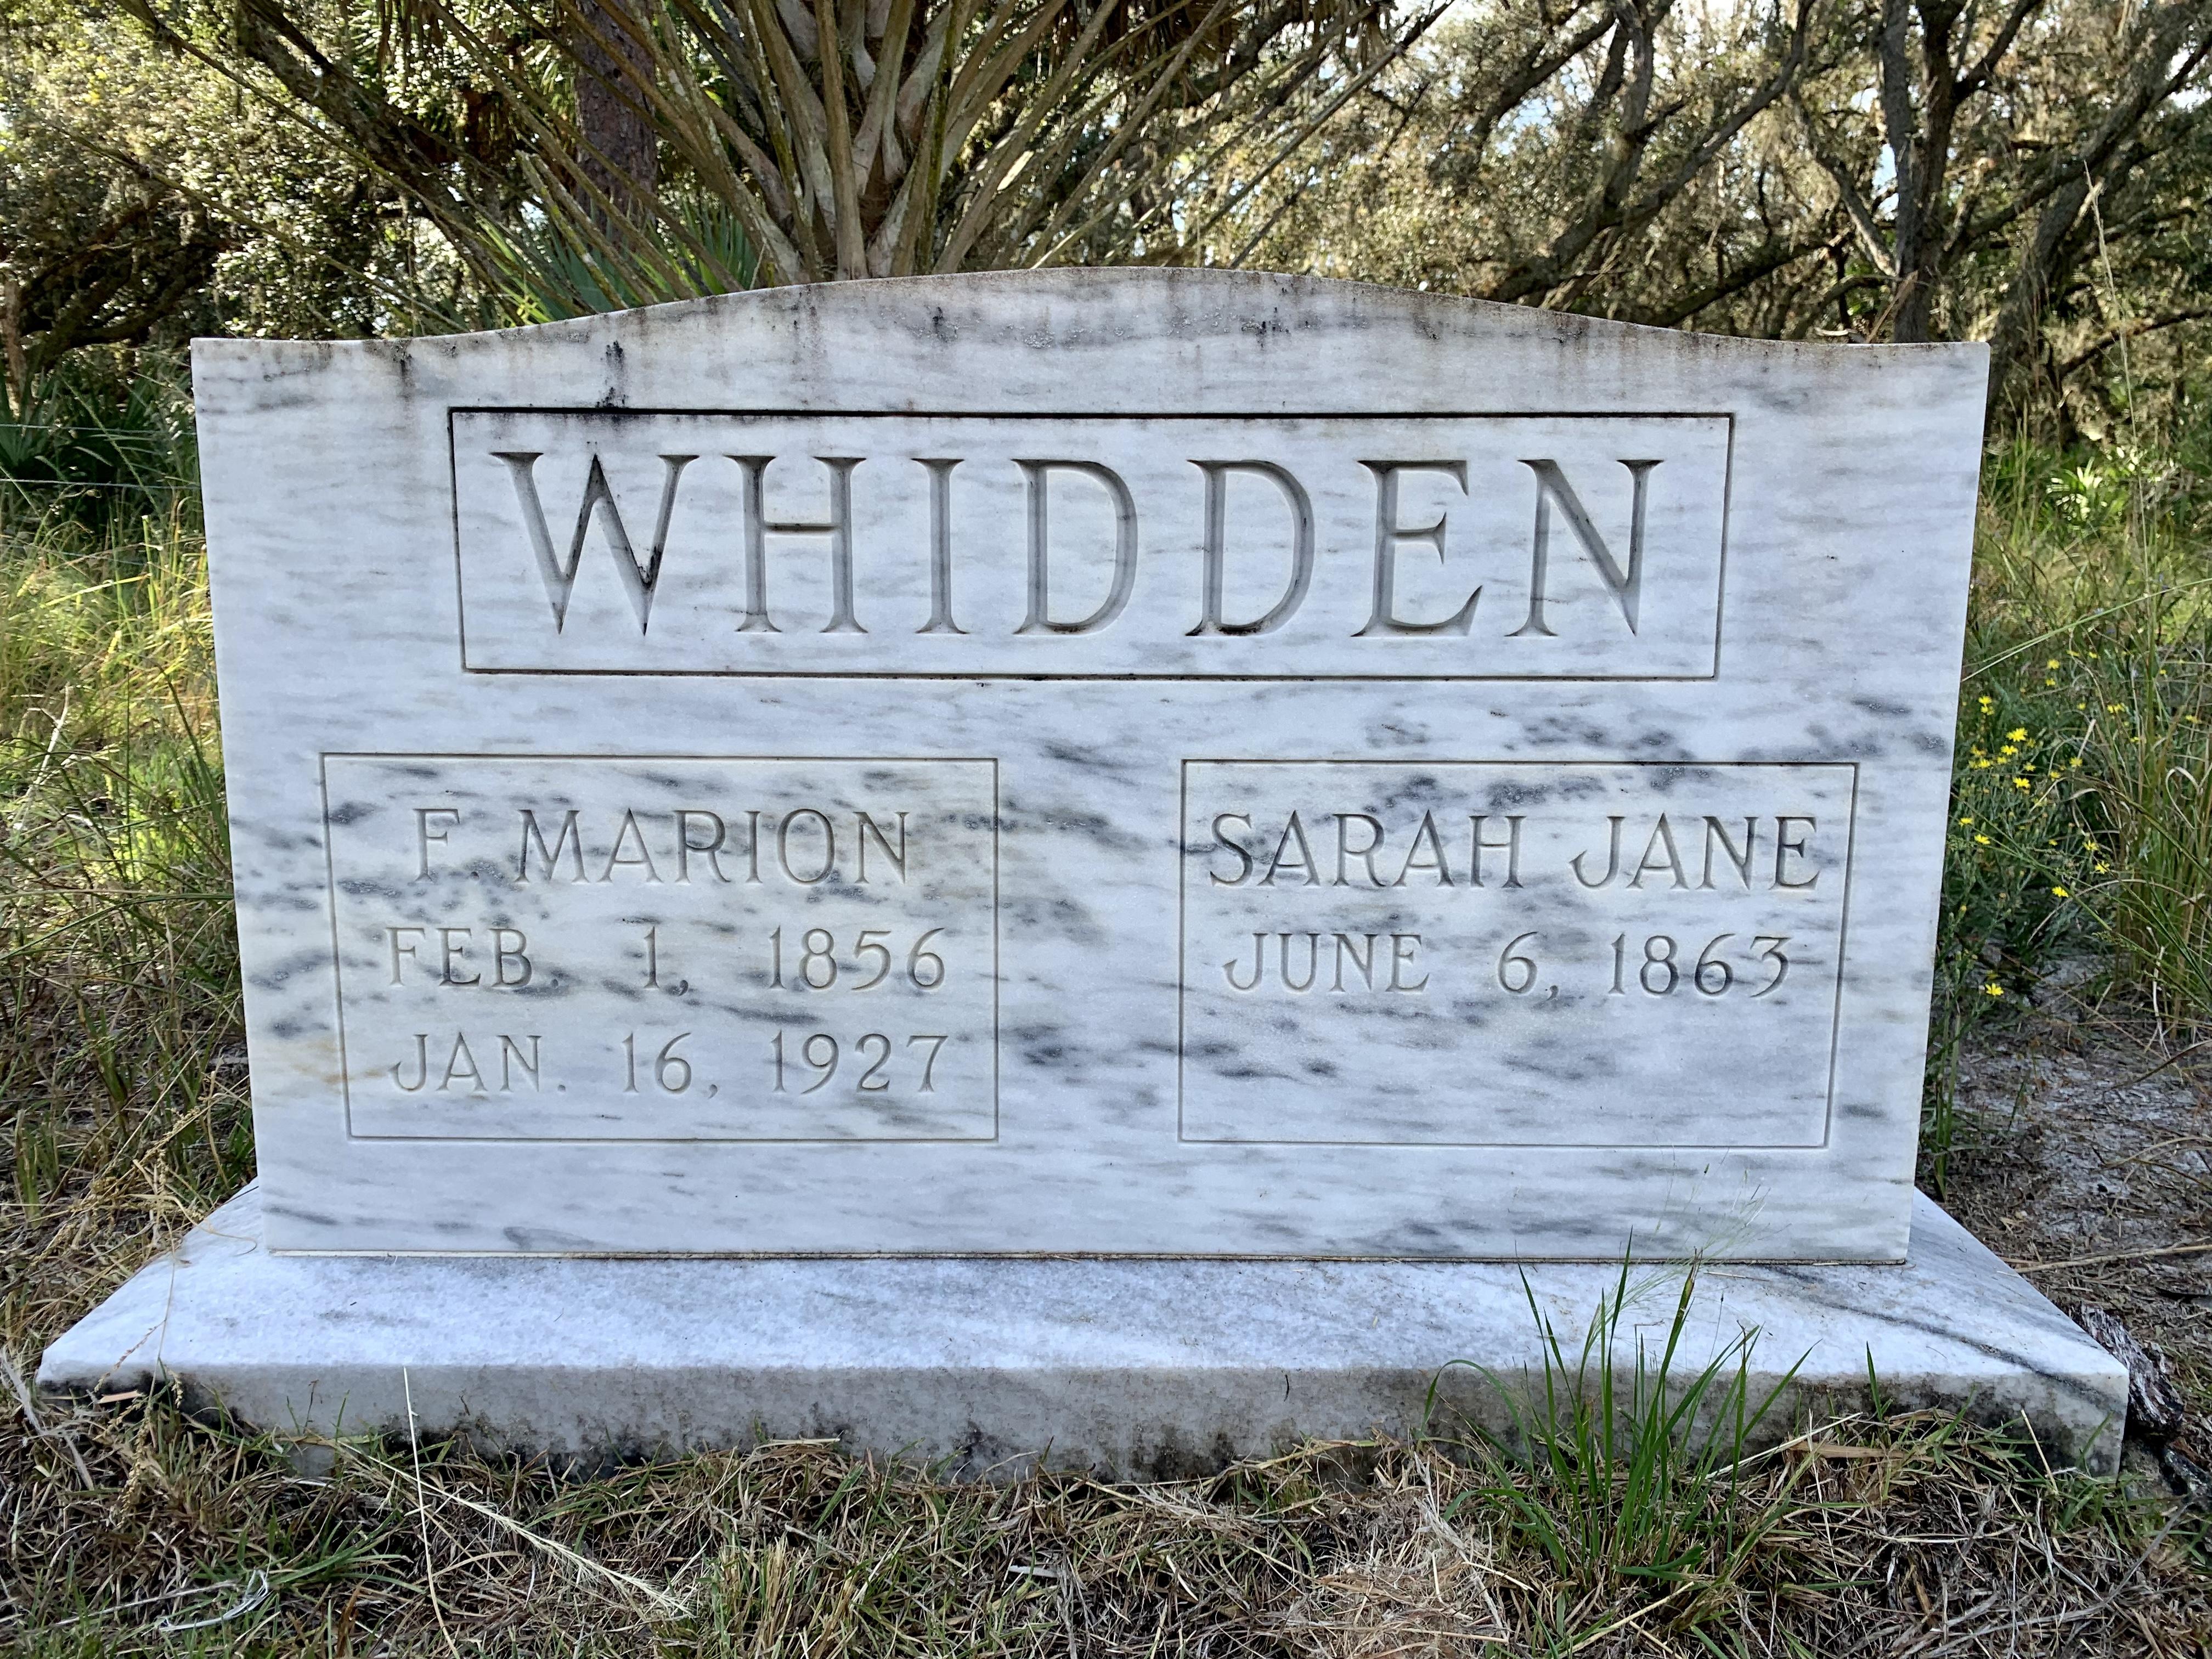 WHIDDEN
F. MARION
FEB. 1, 1856
JAN. 16, 1927
SARAH JANE
JUNE 6, 1863